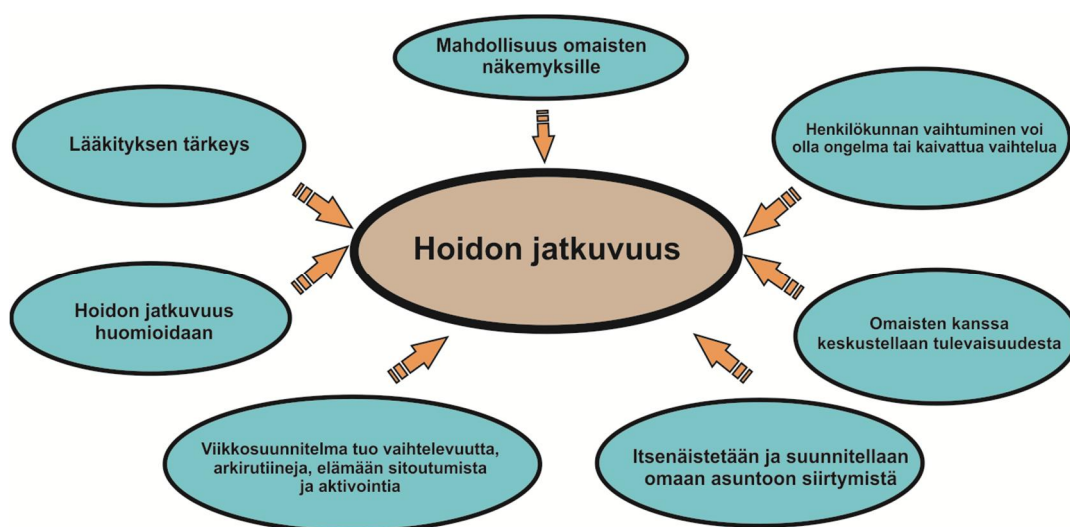 Mahdollisuus omaisten
näkemyksille
Lääkityksen tärkeys
Henkilökunnan vaihtuminen voi
olla ongelma tai kaivattua vaihtelua
Hoidon jatkuvuus
Hoidon jatkuvuus
huomioidaan
Omaisten kanssa
keskustellaan tulevaisuudesta
Viikkosuunnitelma tuo vaihtelevuutta,
arkirutiineja, elämään sitoutumista
ja aktivointia
Itsenäistetään ja suunnitellaan
omaan asuntoon siirtymistä